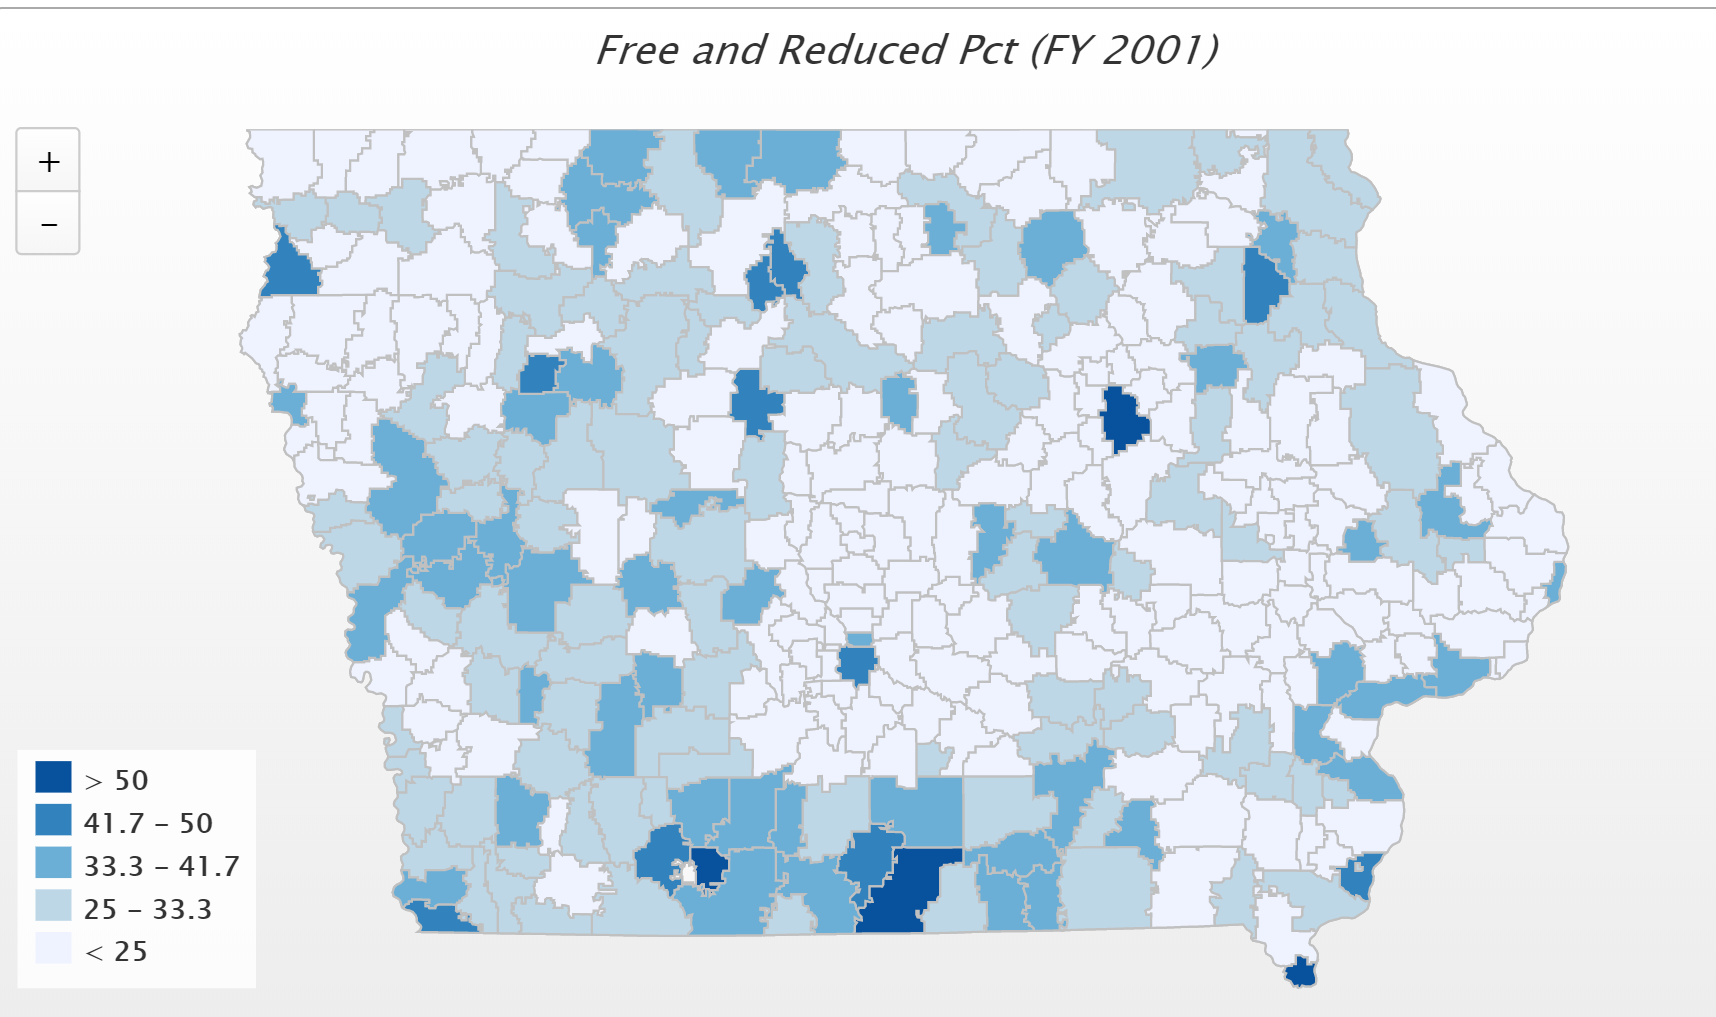 Free and Reduced Pct (FY 2001)
+
−
> 50
41.7 – 50
33.3 – 41.7
25 – 33.3
< 25